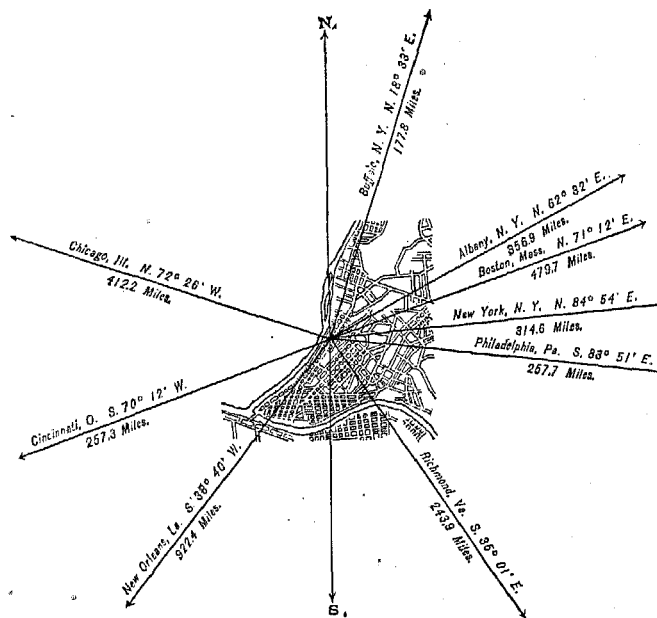 N.
Buffalo, N. Y. N. 18° 33' E.
177.8 Miles.
Albany, N. Y. N. 62° 32' E.
356.9 Miles.
Boston, Mass. N. 71° 12' E.
479.7 Miles.
New York, N. Y. N. 84° 54' E.
314.6 Miles.
Philadelphia, Pa. S. 83° 51' E.
257.7 Miles.
Chicago, Ill. N. 72° 26' W.
412.2 Miles.
Cincinnati, O. S. 70° 12' W.
257.3 Miles.
New Orleans, La. S 38° 40' W.
922.4 Miles.
Richmond, Va. S. 36° 01' E.
243.9 Miles.
S.